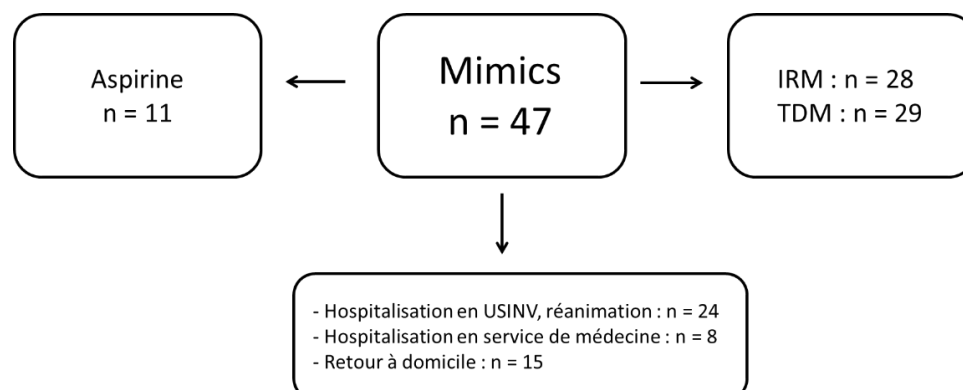 Aspirine
n = 11
Mimics
n = 47
IRM : n = 28
TDM : n = 29
- Hospitalisation en USINV, réanimation : n = 24
- Hospitalisation en service de médecine : n = 8
- Retour à domicile : n = 15